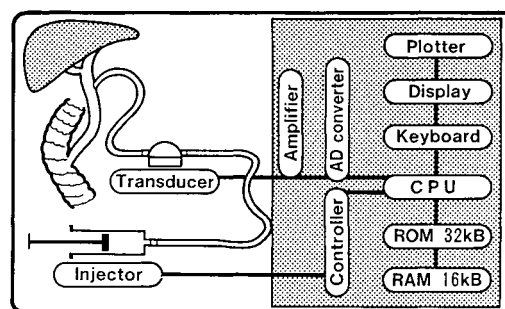 Plotter
Display
Keyboard
CPU
ROM 32kB
RAM 16kB
Amplifier
AD converter
Controller
Transducer
Injector